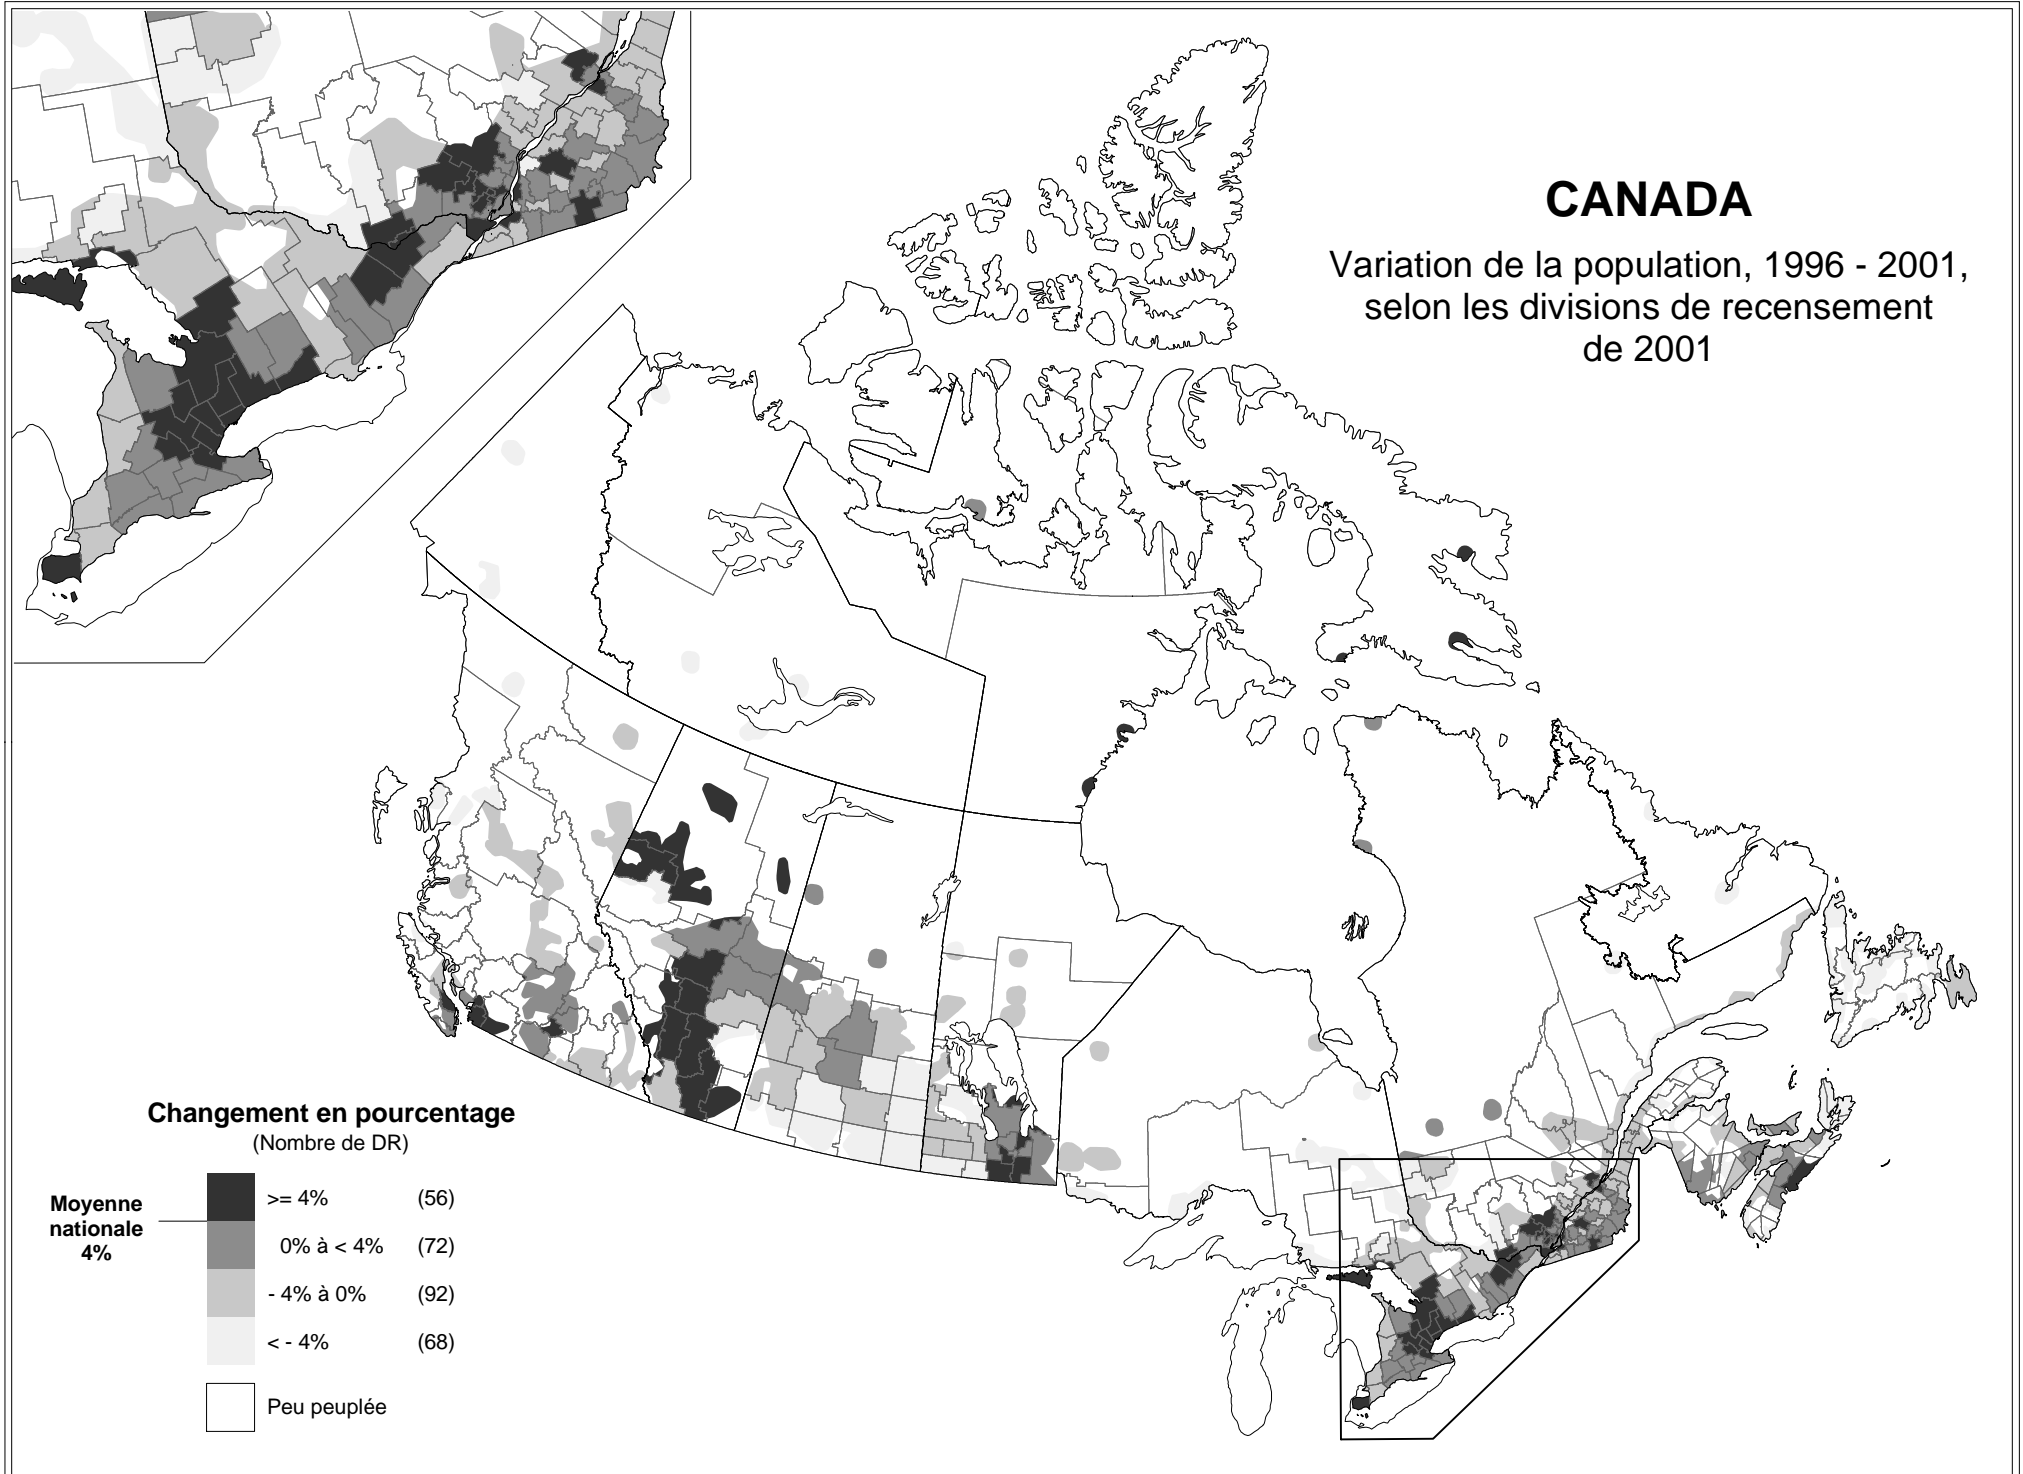 CANADA
Variation de la population, 1996 - 2001,
selon les divisions de recensement
de 2001
Changement en pourcentage
(Nombre de DR)
Moyenne
nationale
4%
>= 4% (56)
0% à < 4% (72)
- 4% à 0% (92)
< - 4% (68)
Peu peuplée